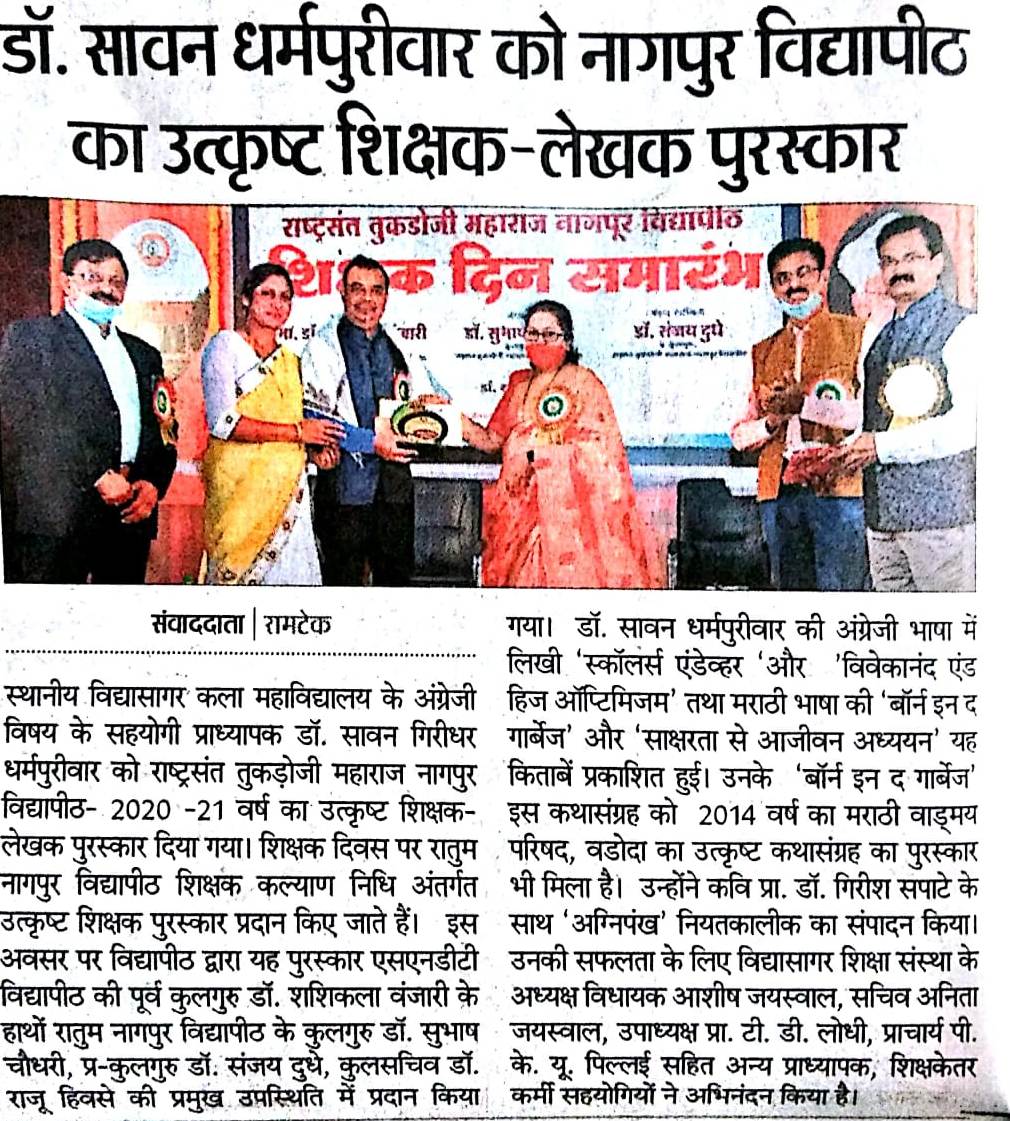 डॉ. सावन धर्मपुरीवार को नागपुर विद्यापीठ
का उत्कृष्ट शिक्षक-लेखक पुरस्कार
राष्ट्रसंत तुकडोजी महाराज नागपूर विद्यापीठ
शिक्षक दिन समारंभ
मा. डॉ वारी डॉ. सुभाष डॉ. संजय दुधे
संवाददाता | रामटेक
स्थानीय विद्यासागर कला महाविद्यालय के अंग्रेजी
विषय के सहयोगी प्राध्यापक डॉ. सावन गिरीधर
धर्मपुरीवार को राष्ट्रसंत तुकड़ोजी महाराज नागपुर
विद्यापीठ- 2020 -21 वर्ष का उत्कृष्ट शिक्षक-
लेखक पुरस्कार दिया गया। शिक्षक दिवस पर रातुम
नागपुर विद्यापीठ शिक्षक कल्याण निधि अंतर्गत
उत्कृष्ट शिक्षक पुरस्कार प्रदान किए जाते हैं। इस
अवसर पर विद्यापीठ द्वारा यह पुरस्कार एसएनडीटी
विद्यापीठ की पूर्व कुलगुरु डॉ. शशिकला वंजारी के
हाथों रातुम नागपुर विद्यापीठ के कुलगुरु डॉ. सुभाष
चौधरी, प्र-कुलगुरु डॉ. संजय दुधे, कुलसचिव डॉ.
राजू हिवसे की प्रमुख उपस्थिति में प्रदान किया
गया। डॉ. सावन धर्मपुरीवार की अंग्रेजी भाषा में
लिखी ‘स्कॉलर्स एंडेव्हर ‘और ’विवेकानंद एंड
हिज ऑप्टिमिजम’ तथा मराठी भाषा की ‘बॉर्न इन द
गार्बेज’ और ‘साक्षरता से आजीवन अध्ययन’ यह
किताबें प्रकाशित हुई। उनके ‘बॉर्न इन द गार्बेज’
इस कथासंग्रह को 2014 वर्ष का मराठी वाड्मय
परिषद, वडोदा का उत्कृष्ट कथासंग्रह का पुरस्कार
भी मिला है। उन्होंने कवि प्रा. डॉ. गिरीश सपाटे के
साथ ‘अग्निपंख’ नियतकालीक का संपादन किया।
उनकी सफलता के लिए विद्यासागर शिक्षा संस्था के
अध्यक्ष विधायक आशीष जयस्वाल, सचिव अनिता
जयस्वाल, उपाध्यक्ष प्रा. टी. डी. लोधी, प्राचार्य पी.
के. यू. पिल्लई सहित अन्य प्राध्यापक, शिक्षकेतर
कर्मी सहयोगियों ने अभिनंदन किया है।